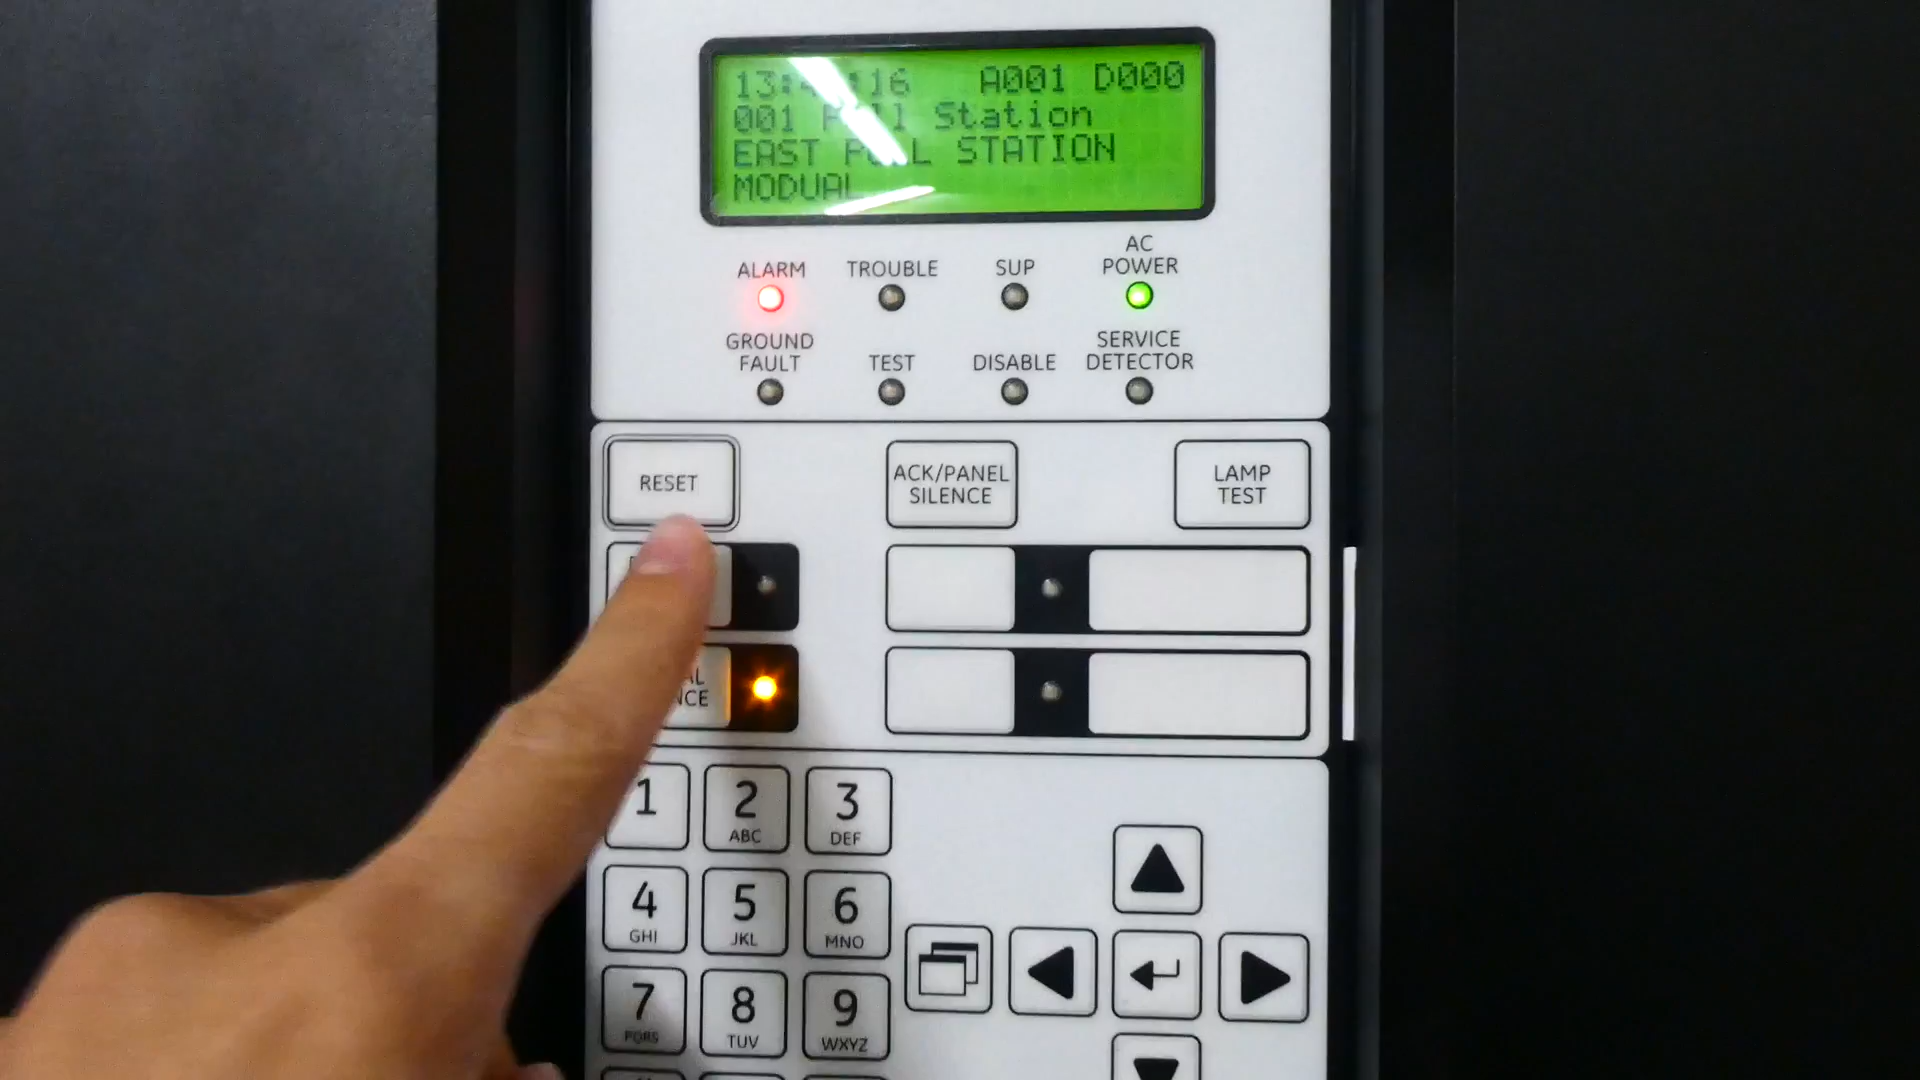 A001 D000
001 Station
EAST STATION
MODUAL
ALARM
TROUBLE
SUP
AC
POWER
GROUND
FAULT
TEST
DISABLE
SERVICE
DETECTOR
RESET
ACK/PANEL
SILENCE
LAMP
TEST
1
2
ABC
3
DEF
4
GHI
5
JKL
6
MNO
7
PQRS
8
TUV
9
WXYZ